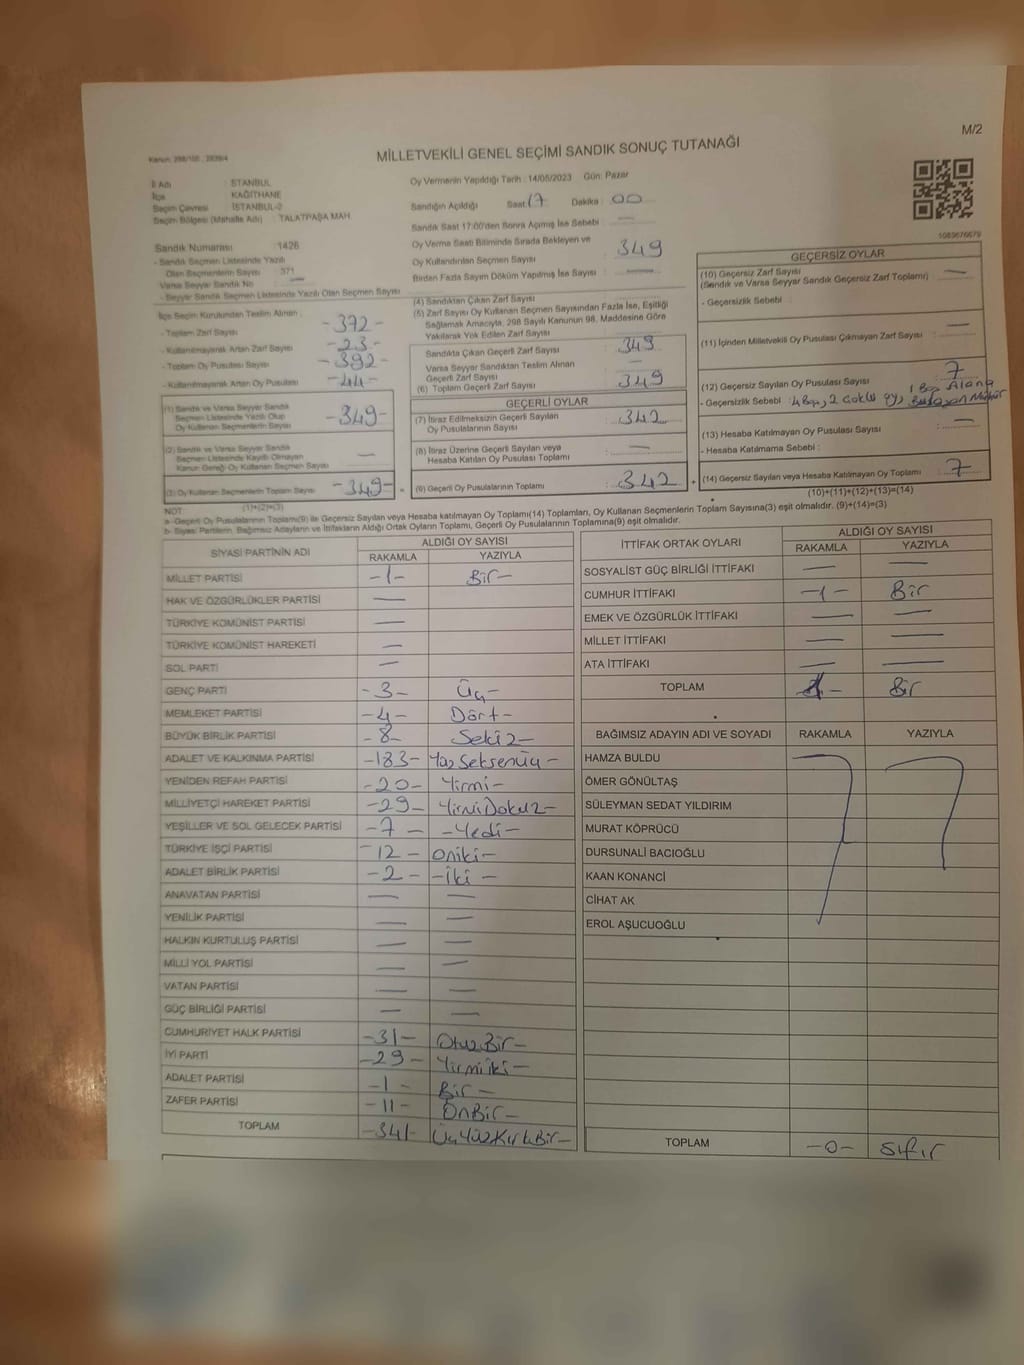 M/2
Kanun: 298/105 , 2839/4
MİLLETVEKİLİ GENEL SEÇİMİ SANDIK SONUÇ TUTANAĞI
İl Adı : İSTANBUL
İlçe : KAĞITHANE
Seçim Çevresi : İSTANBUL-2
Seçim Bölgesi (Mahalle Adı) : TALATPAŞA MAH.
Oy Vermenin Yapıldığı Tarih : 14/05/2023 Gün: Pazar
Sandığın Açıldığı Saat 17 Dakika : 00
Sandık Saat 17:00'den Sonra Açılmış İse Sebebi : —
Oy Verme Saati Bitiminde Sırada Bekleyen ve
Oy Kullandırılan Seçmen Sayısı : 349
Birden Fazla Sayım Döküm Yapılmış İse Sayısı : —
Sandık Numarası : 1426
- Sandık Seçmen Listesinde Yazılı
Olan Seçmenlerin Sayısı : 371
Varsa Seyyar Sandık No : —
- Seyyar Sandık Seçmen Listesinde Yazılı Olan Seçmen Sayısı
İlçe Seçim Kurulundan Teslim Alınan :
- Toplam Zarf Sayısı -372-
- Kullanılmayarak Artan Zarf Sayısı -23-
- Toplam Oy Pusulası Sayısı -392-
- Kullanılmayarak Artan Oy Pusulası -44-
(1) Sandık ve Varsa Seyyar Sandık
Seçmen Listesinde Yazılı Olup
Oy Kullanan Seçmenlerin Sayısı -349-
(2) Sandık ve Varsa Seyyar Sandık
Seçmen Listesinde Kayıtlı Olmayan
Kanun Gereği Oy Kullanan Seçmen Sayısı —
(3) Oy Kullanan Seçmenlerin Toplam Sayısı -349-
(1)+(2)=(3)
(4) Sandıktan Çıkan Zarf Sayısı
(5) Zarf Sayısı Oy Kullanan Seçmen Sayısından Fazla İse, Eşitliği
Sağlamak Amacıyla, 298 Sayılı Kanunun 98. Maddesine Göre
Yakılarak Yok Edilen Zarf Sayısı
Sandıkta Çıkan Geçerli Zarf Sayısı : 349
Varsa Seyyar Sandıktan Teslim Alınan
Geçerli Zarf Sayısı —
(6) Toplam Geçerli Zarf Sayısı : 349
GEÇERLİ OYLAR
(7) İtiraz Edilmeksizin Geçerli Sayılan
Oy Pusulalarının Sayısı : 342
(8) İtiraz Üzerine Geçerli Sayılan veya
Hesaba Katılan Oy Pusulası Toplamı : —
(9) Geçerli Oy Pusulalarının Toplamı : 342
1083676679
GEÇERSİZ OYLAR
(10) Geçersiz Zarf Sayısı : —
(Sandık ve Varsa Seyyar Sandık Geçersiz Zarf Toplamı)
- Geçersizlik Sebebi :
(11) İçinden Milletvekili Oy Pusulası Çıkmayan Zarf Sayısı : —
(12) Geçersiz Sayılan Oy Pusulası Sayısı : 7
- Geçersizlik Sebebi : 4 Boş, 2 Çoklu oy, 1 Boş Alana
(13) Hesaba Katılmayan Oy Pusulası Sayısı : —
- Hesaba Katılmama Sebebi :
(14) Geçersiz Sayılan veya Hesaba Katılmayan Oy Toplamı : 7
(10)+(11)+(12)+(13)=(14)
NOT:
a- Geçerli Oy Pusulalarının Toplamı(9) ile Geçersiz Sayılan veya Hesaba katılmayan Oy Toplamı(14) Toplamları, Oy Kullanan Seçmenlerin Toplam Sayısına(3) eşit olmalıdır. (9)+(14)=(3)
b- Siyasi Partilerin, Bağımsız Adayların ve İttifakların Aldığı Ortak Oyların Toplamı, Geçerli Oy Pusulalarının Toplamına(9) eşit olmalıdır.
SİYASİ PARTİNİN ADI ALDIĞI OY SAYISI
RAKAMLA YAZIYLA
MİLLET PARTİSİ -1- Bir-
HAK VE ÖZGÜRLÜKLER PARTİSİ —
TÜRKİYE KOMÜNİST PARTİSİ —
TÜRKİYE KOMÜNİST HAREKETİ —
SOL PARTİ —
GENÇ PARTİ -3- Üç-
MEMLEKET PARTİSİ -4- Dört-
BÜYÜK BİRLİK PARTİSİ -8- Sekiz-
ADALET VE KALKINMA PARTİSİ -183- Yüz Seksenüç-
YENİDEN REFAH PARTİSİ -20- Yirmi-
MİLLİYETÇİ HAREKET PARTİSİ -29- Yirmi Dokuz-
YEŞİLLER VE SOL GELECEK PARTİSİ -7- -Yedi-
TÜRKİYE İŞÇİ PARTİSİ -12- Oniki-
ADALET BİRLİK PARTİSİ -2- -İki-
ANAVATAN PARTİSİ — —
YENİLİK PARTİSİ — —
HALKIN KURTULUŞ PARTİSİ — —
MİLLİ YOL PARTİSİ — —
VATAN PARTİSİ — —
GÜÇ BİRLİĞİ PARTİSİ — —
CUMHURİYET HALK PARTİSİ -31- Otuz Bir-
İYİ PARTİ -29- Yirmi iki-
ADALET PARTİSİ -1- Bir-
ZAFER PARTİSİ -11- OnBir-
TOPLAM -341- Üç Yüz Kırk Bir-
İTTİFAK ORTAK OYLARI ALDIĞI OY SAYISI
RAKAMLA YAZIYLA
SOSYALİST GÜÇ BİRLİĞİ İTTİFAKI — —
CUMHUR İTTİFAKI -1- Bir
EMEK VE ÖZGÜRLÜK İTTİFAKI — —
MİLLET İTTİFAKI — —
ATA İTTİFAKI — —
TOPLAM 1- Bir
BAĞIMSIZ ADAYIN ADI VE SOYADI RAKAMLA YAZIYLA
HAMZA BULDU
ÖMER GÖNÜLTAŞ
SÜLEYMAN SEDAT YILDIRIM
MURAT KÖPRÜCÜ
DURSUNALİ BACIOĞLU
KAAN KONANCİ
CİHAT AK
EROL AŞUCUOĞLU
TOPLAM -0- Sıfır